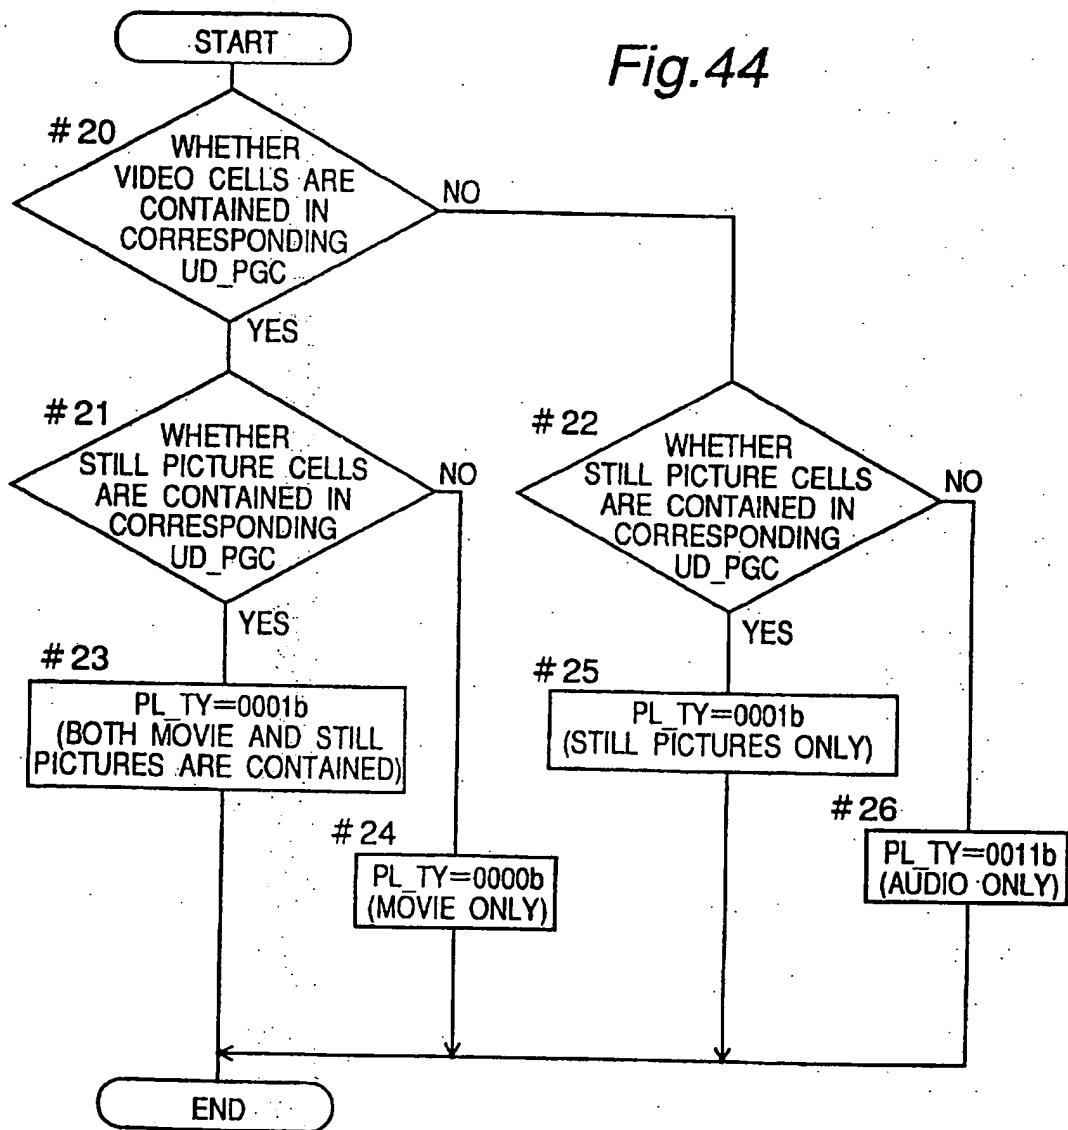 START
Fig.44
#20
WHETHER
VIDEO CELLS ARE
CONTAINED IN
CORRESPONDING
UD_PGC
NO
YES
#21
WHETHER
STILL PICTURE CELLS
ARE CONTAINED IN
CORRESPONDING
UD_PGC
NO
YES
#22
WHETHER
STILL PICTURE CELLS
ARE CONTAINED IN
CORRESPONDING
UD_PGC
NO
YES
#23
PL_TY=0001b
(BOTH MOVIE AND STILL
PICTURES ARE CONTAINED)
#24
PL_TY=0000b
(MOVIE ONLY)
#25
PL_TY=0001b
(STILL PICTURES ONLY)
#26
PL_TY=0011b
(AUDIO ONLY)
END